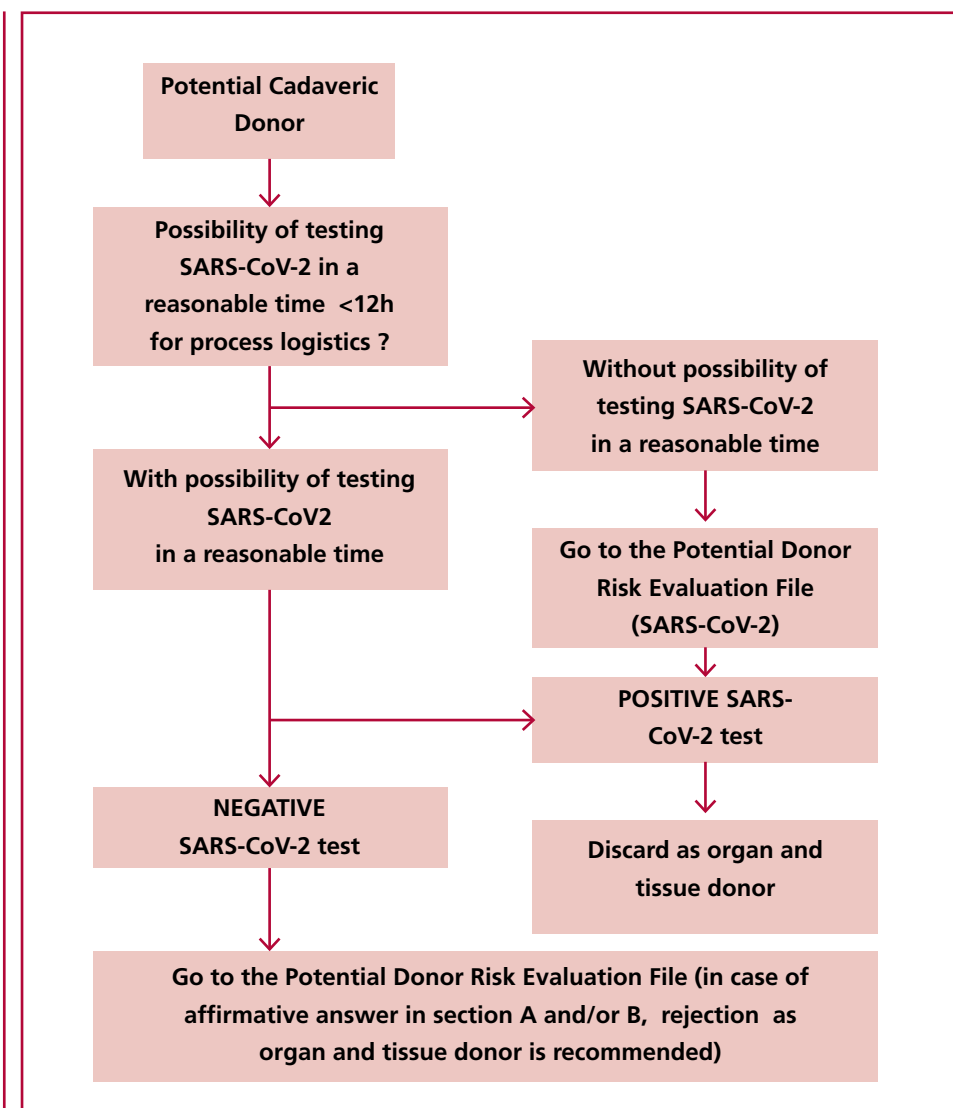 Potential Cadaveric
Donor
Possibility of testing
SARS-CoV-2 in a
reasonable time <12h
for process logistics ?
Without possibility of
testing SARS-CoV-2
in a reasonable time
With possibility of testing
SARS-CoV2
in a reasonable time
Go to the Potential Donor
Risk Evaluation File
(SARS-CoV-2)
POSITIVE SARS-
CoV-2 test
NEGATIVE
SARS-CoV-2 test
Discard as organ and
tissue donor
Go to the Potential Donor Risk Evaluation File (in case of
affirmative answer in section A and/or B, rejection as
organ and tissue donor is recommended)